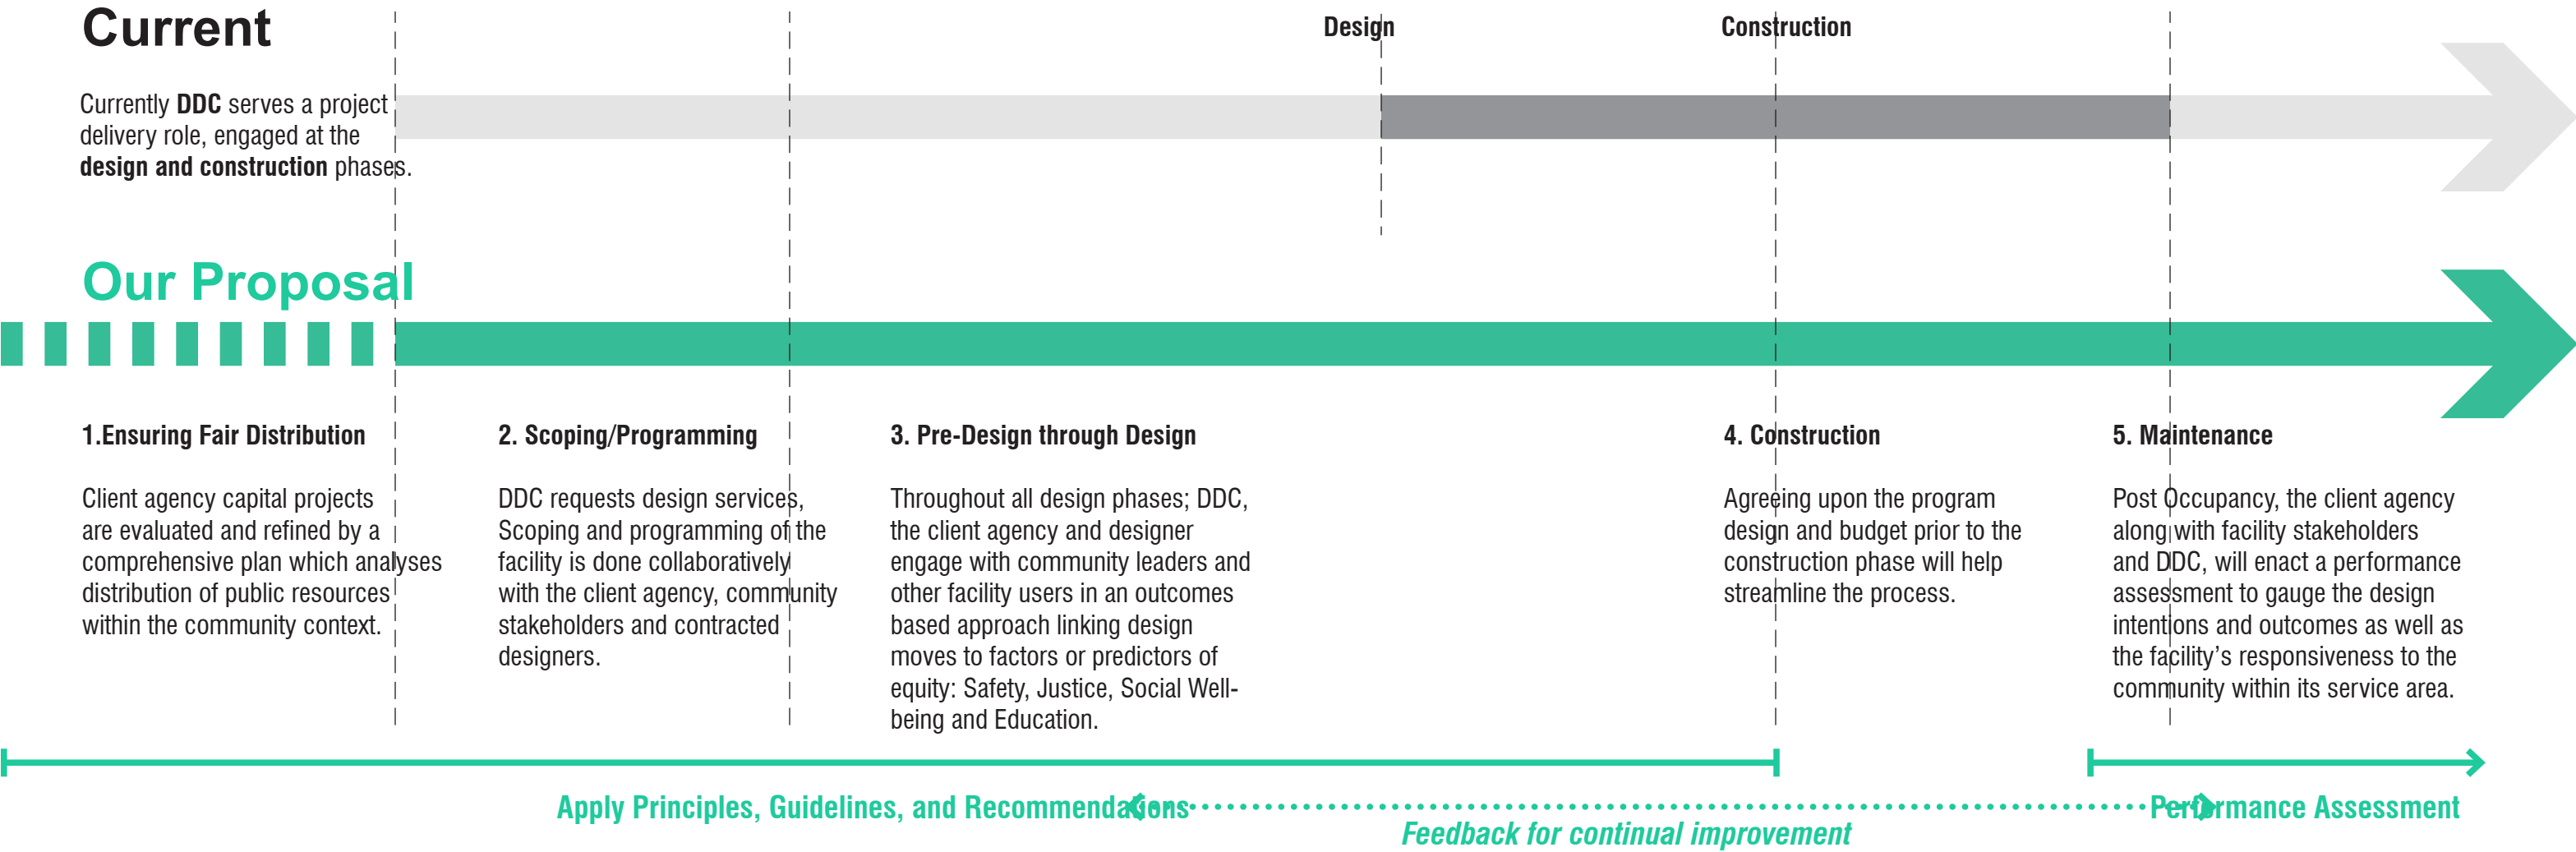 Current
Design
Construction
Currently DDC serves a project
delivery role, engaged at the
design and construction phases.
Our Proposal
1.Ensuring Fair Distribution
Client agency capital projects
are evaluated and refined by a
comprehensive plan which analyses
distribution of public resources
within the community context.
2. Scoping/Programming
DDC requests design services,
Scoping and programming of the
facility is done collaboratively
with the client agency, community
stakeholders and contracted
designers.
3. Pre-Design through Design
Throughout all design phases; DDC,
the client agency and designer
engage with community leaders and
other facility users in an outcomes
based approach linking design
moves to factors or predictors of
equity: Safety, Justice, Social Well-
being and Education.
4. Construction
Agreeing upon the program
design and budget prior to the
construction phase will help
streamline the process.
5. Maintenance
Post Occupancy, the client agency
along with facility stakeholders
and DDC, will enact a performance
assessment to gauge the design
intentions and outcomes as well as
the facility’s responsiveness to the
community within its service area.
Apply Principles, Guidelines, and Recommendations
Performance Assessment
Feedback for continual improvement